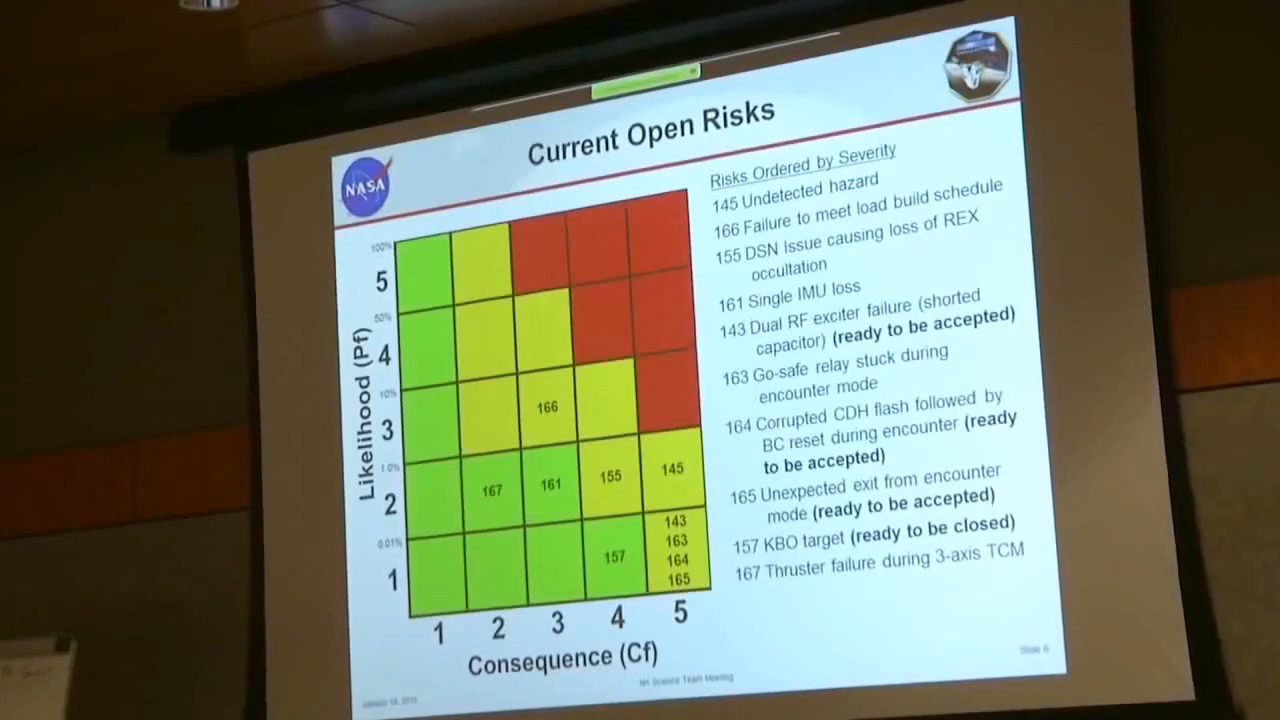 Current Open Risks
NASA
Risks Ordered by Severity
145 Undetected hazard
166 Failure to meet load build schedule
155 DSN Issue causing loss of REX
occultation
161 Single IMU loss
143 Dual RF exciter failure (shorted
capacitor) (ready to be accepted)
163 Go-safe relay stuck during
encounter mode
164 Corrupted CDH flash followed by
BC reset during encounter (ready
to be accepted)
165 Unexpected exit from encounter
mode (ready to be accepted)
157 KBO target (ready to be closed)
167 Thruster failure during 3-axis TCM
Likelihood (Pf)
100%
5
50%
4
10%
3
166
1.0%
2
167 161 155 145
0.01%
1
157
143
163
164
165
1 2 3 4 5
Consequence (Cf)
NH Science Team Meeting
Slide 6